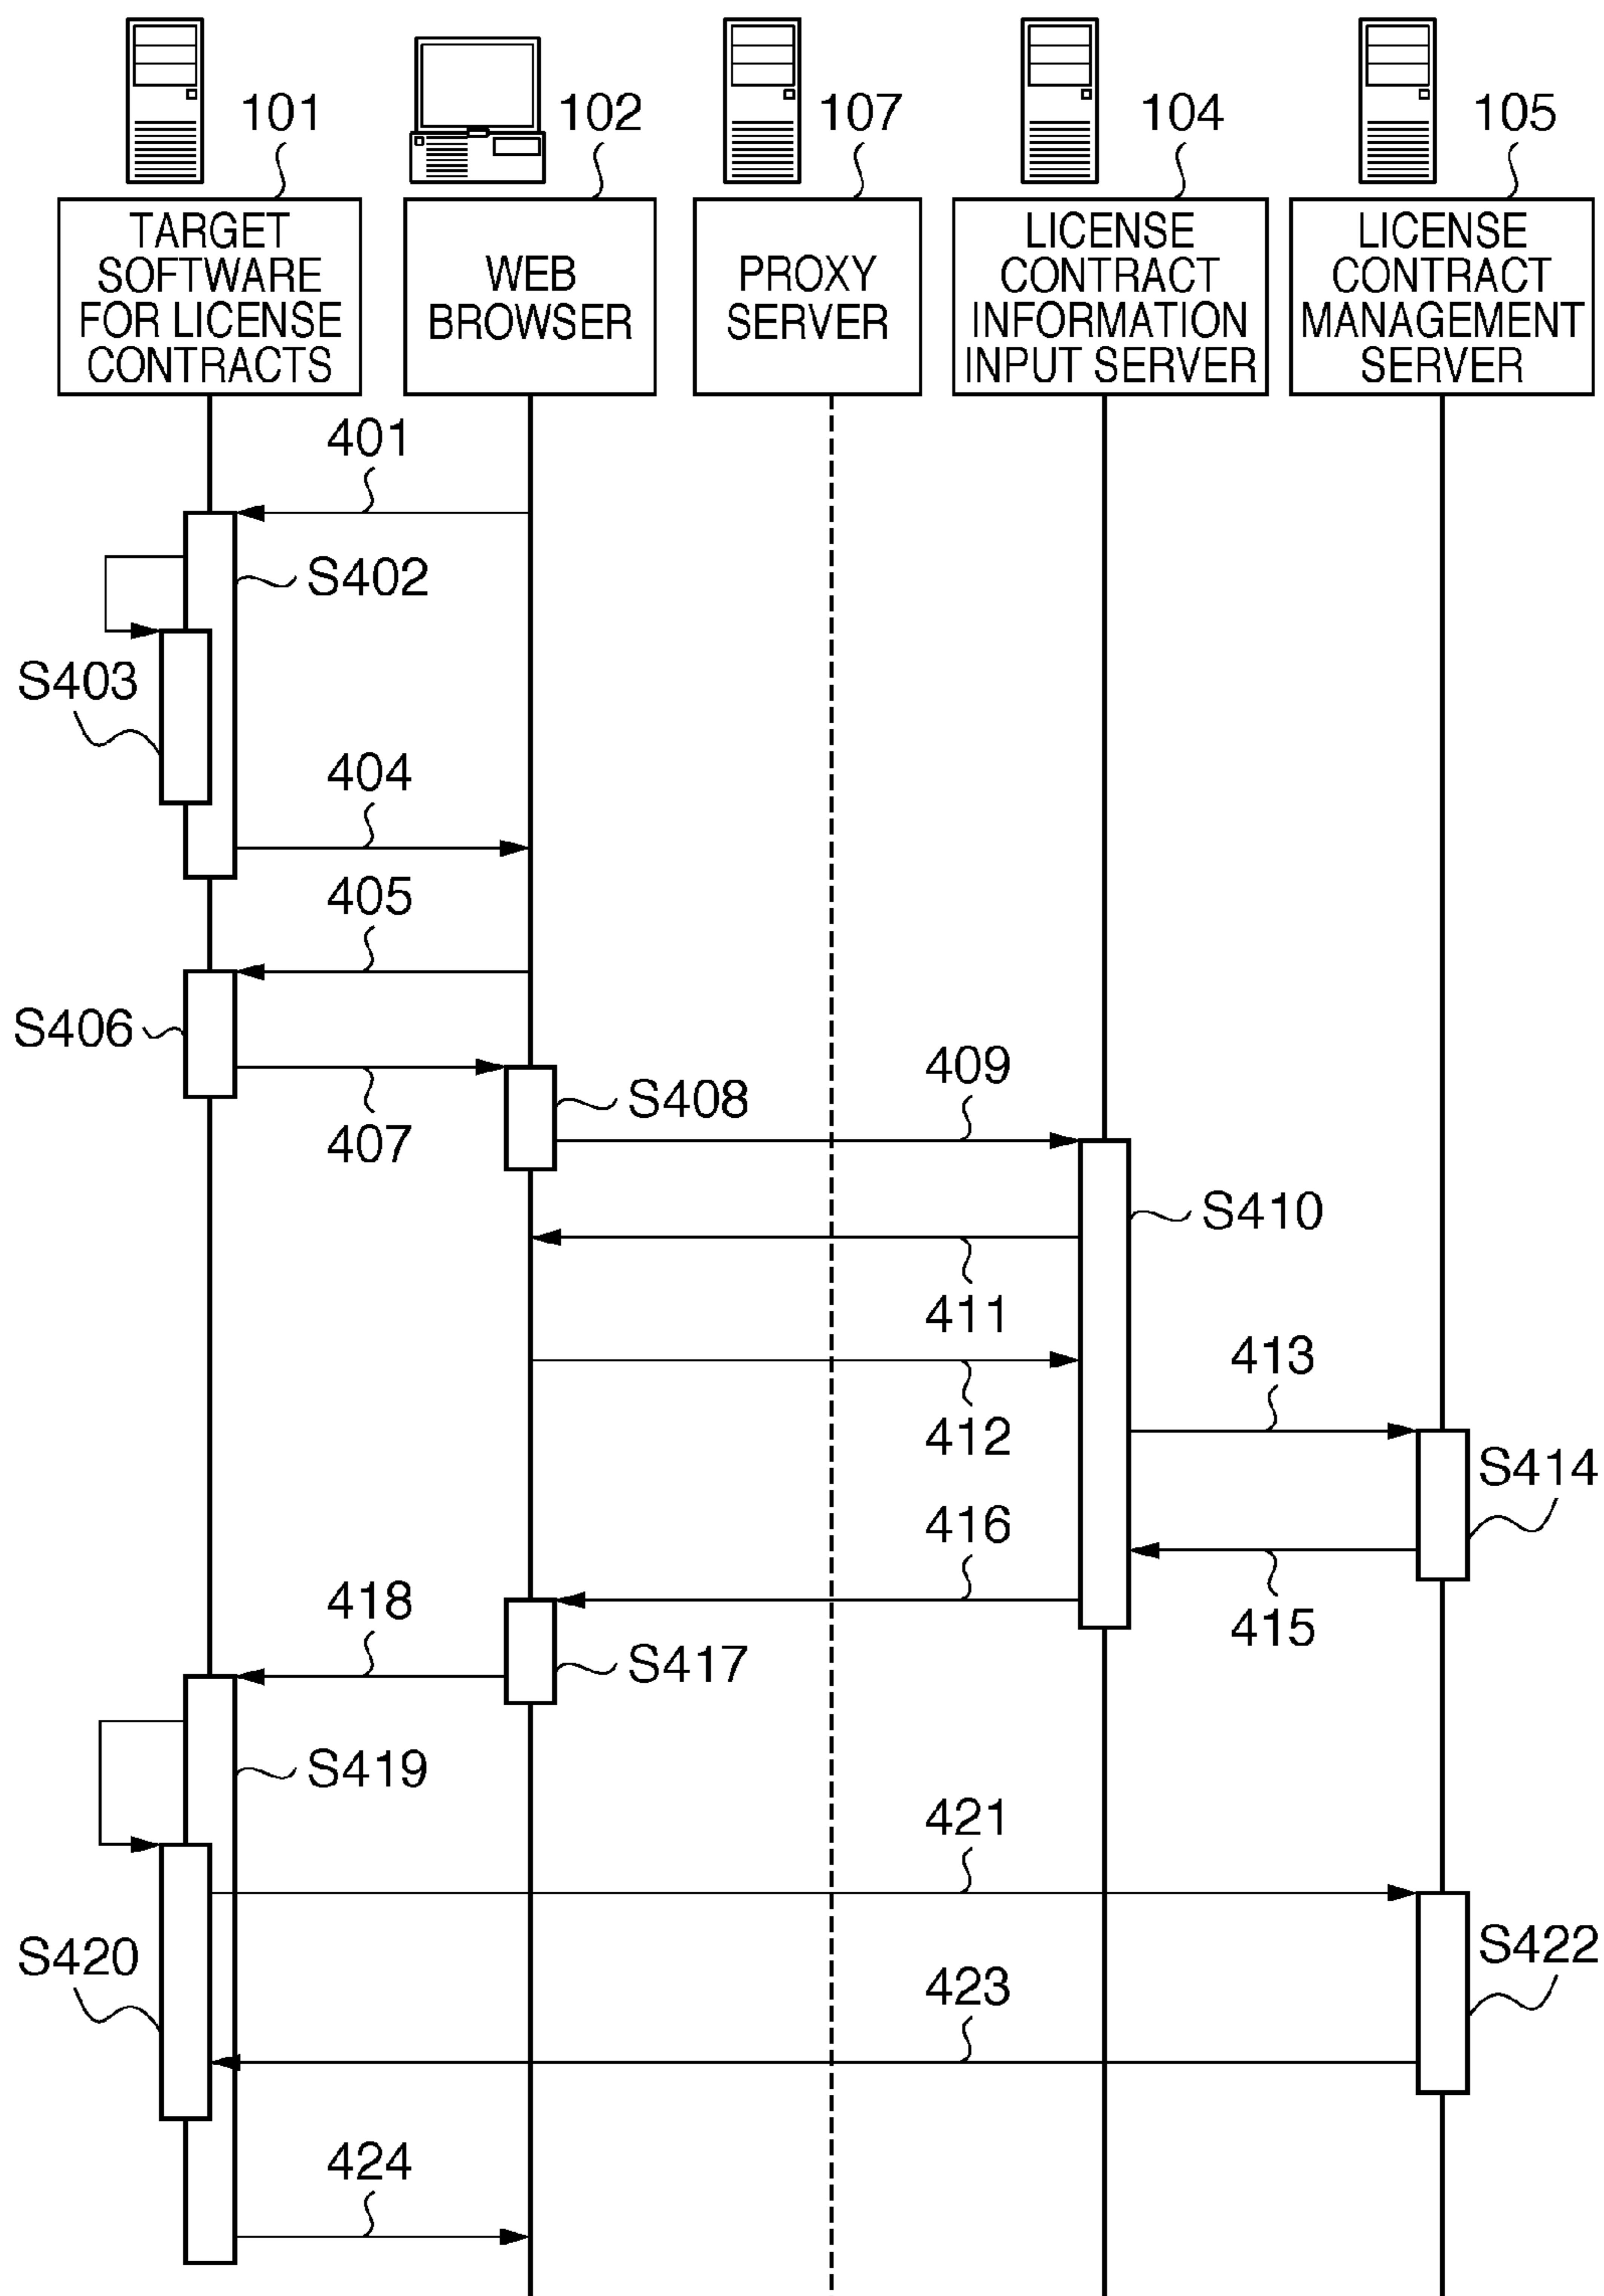 101
102
107
104
105
TARGET
SOFTWARE
FOR LICENSE
CONTRACTS
WEB
BROWSER
PROXY
SERVER
LICENSE
CONTRACT
INFORMATION
INPUT SERVER
LICENSE
CONTRACT
MANAGEMENT
SERVER
401
S402
S403
404
405
S406
407
S408
409
S410
411
412
413
S414
415
416
S417
418
S419
S420
421
S422
423
424